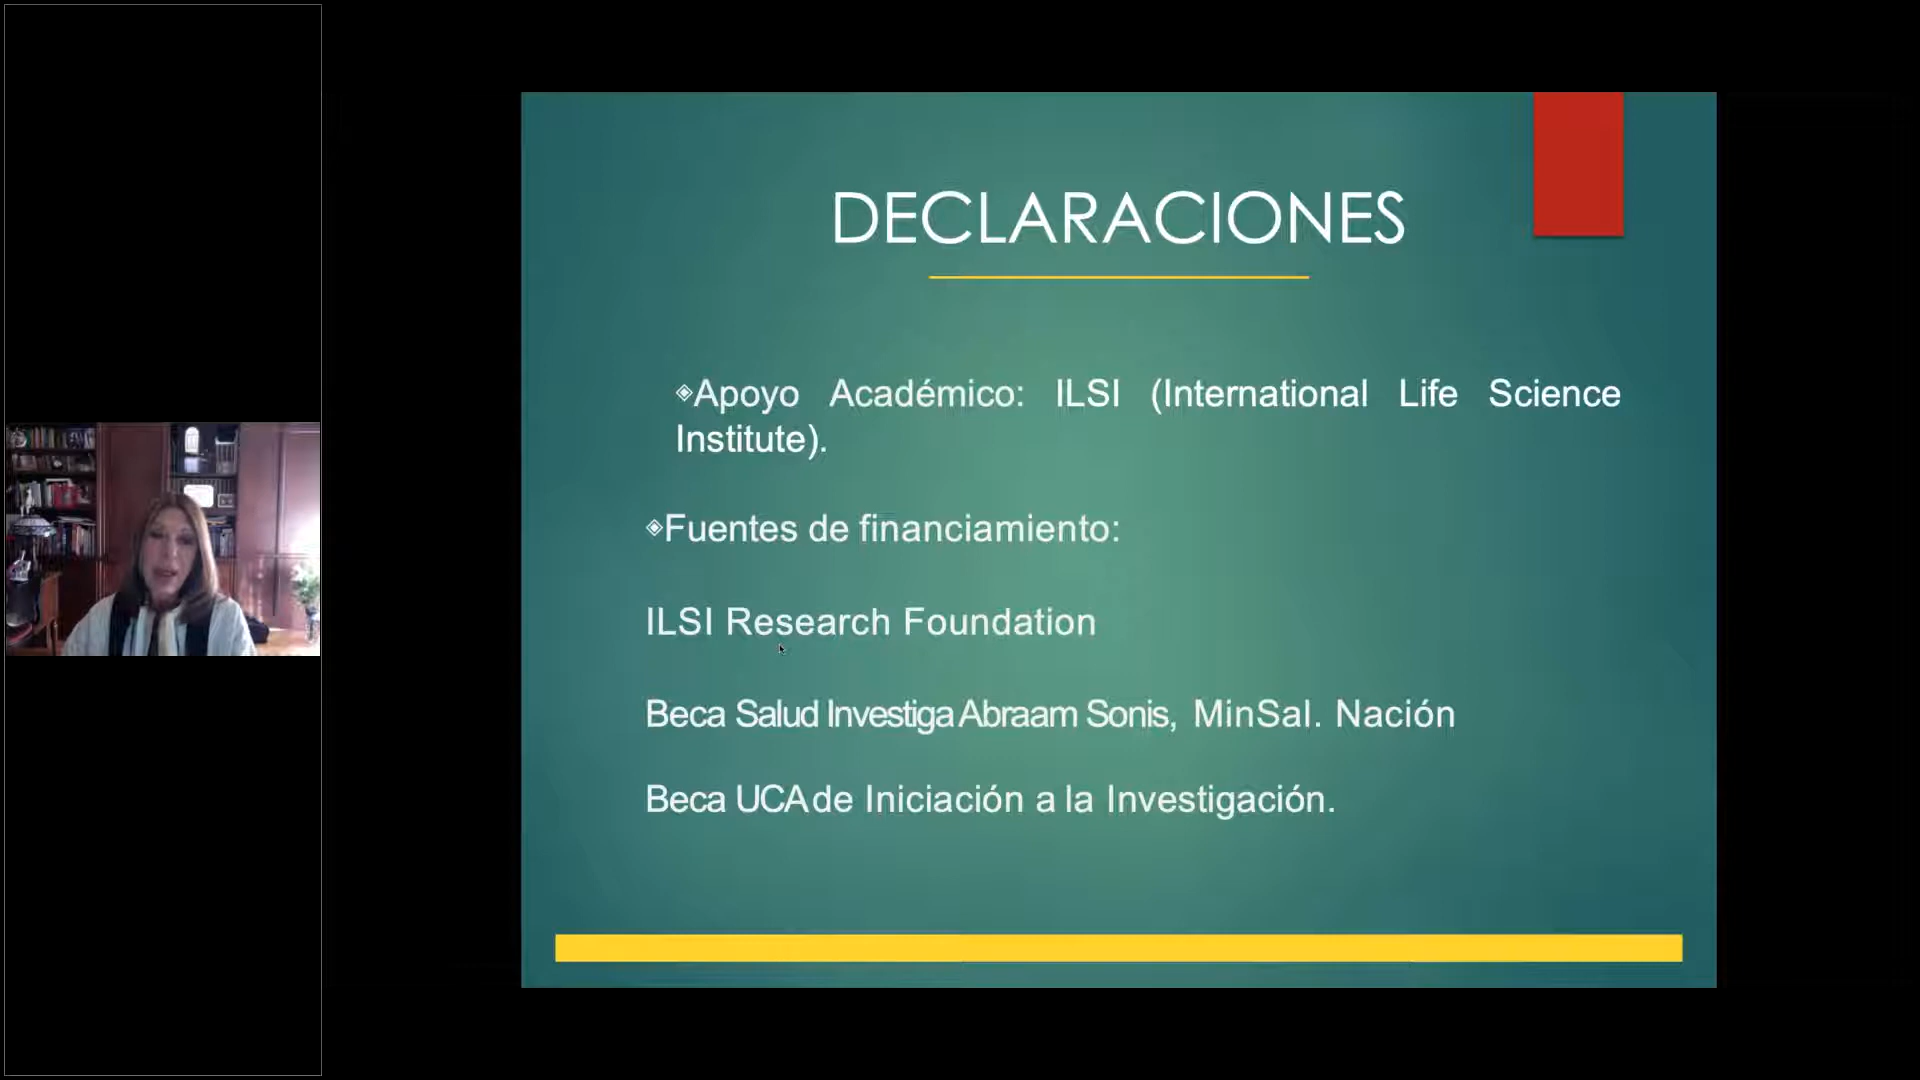 DECLARACIONES
◈Apoyo Académico: ILSI (International Life Science
Institute).
◈Fuentes de financiamiento:
ILSI Research Foundation
Beca Salud Investiga Abraam Sonis, MinSal. Nación
Beca UCA de Iniciación a la Investigación.